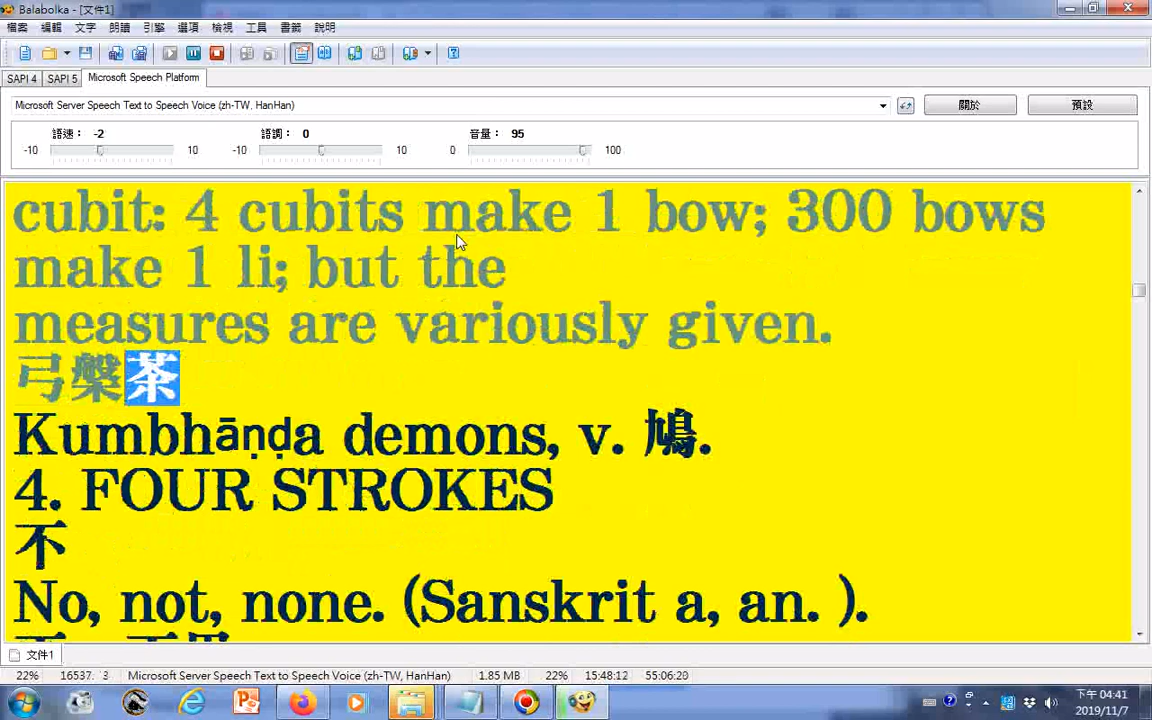 Balabolka - [文件1]
檔案 編輯 文字 朗讀 引擎 選項 檢視 工具 書籤 說明
SAPI 4 SAPI 5 Microsoft Speech Platform
Microsoft Server Speech Text to Speech Voice (zh-TW, HanHan) 關於 預設
語速： -2 語調： 0 音量： 95
-10 10 -10 10 0 100
cubit: 4 cubits make 1 bow; 300 bows
make 1 li; but the
measures are variously given.
弓槃茶
Kumbhāṇḍa demons, v. 鳩.
4. FOUR STROKES
不
No, not, none. (Sanskrit a, an. ).
文件1
22% 16537: 3 Microsoft Server Speech Text to Speech Voice (zh-TW, HanHan) 1.85 MB 22% 15:48:12 55:06:20
下午 04:41
2019/11/7